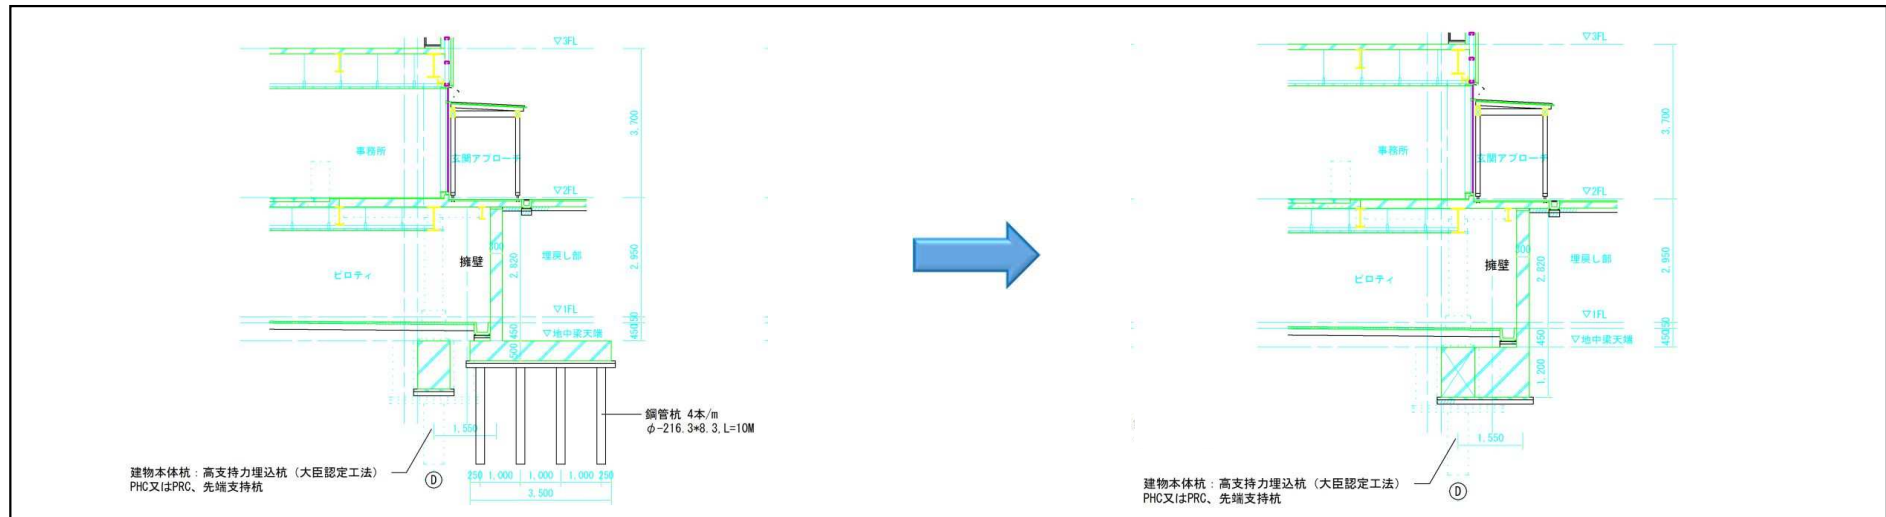 ▽3FL
3,700
事務所
玄関アプローチ
▽2FL
300
擁壁
2,820
埋戻し部
2,950
ピロティ
▽1FL
150
450
450
▽地中梁天端
500
鋼管杭 4本/m
φ-216.3*8.3,L=10M
1,550
建物本体杭：高支持力埋込杭（大臣認定工法）
PHC又はPRC、先端支持杭
D
250 1,000 1,000 1,000 250
3,500
▽3FL
3,700
事務所
玄関アプローチ
▽2FL
300
擁壁
2,820
埋戻し部
2,950
ピロティ
▽1FL
150
450
450
▽地中梁天端
1,200
1,550
建物本体杭：高支持力埋込杭（大臣認定工法）
PHC又はPRC、先端支持杭
D